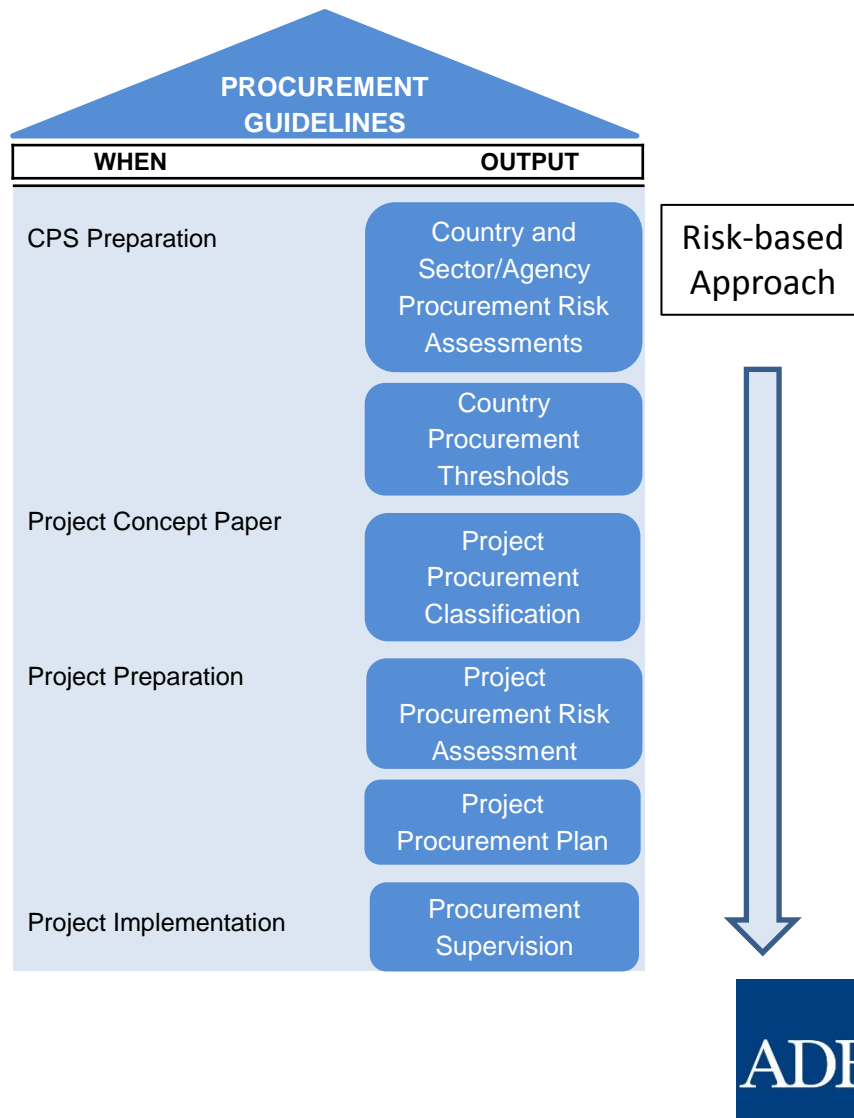 PROCUREMENT
GUIDELINES
WHEN OUTPUT
CPS Preparation
Country and
Sector/Agency
Procurement Risk
Assessments
Risk-based
Approach
Country
Procurement
Thresholds
Project Concept Paper
Project
Procurement
Classification
Project Preparation
Project
Procurement Risk
Assessment
Project
Procurement Plan
Project Implementation
Procurement
Supervision
AD